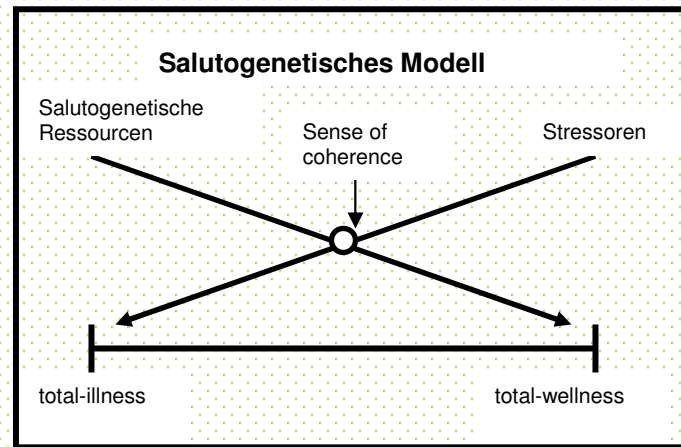 Salutogenetisches Modell
Salutogenetische
Ressourcen
Sense of
coherence
Stressoren
total-illness
total-wellness